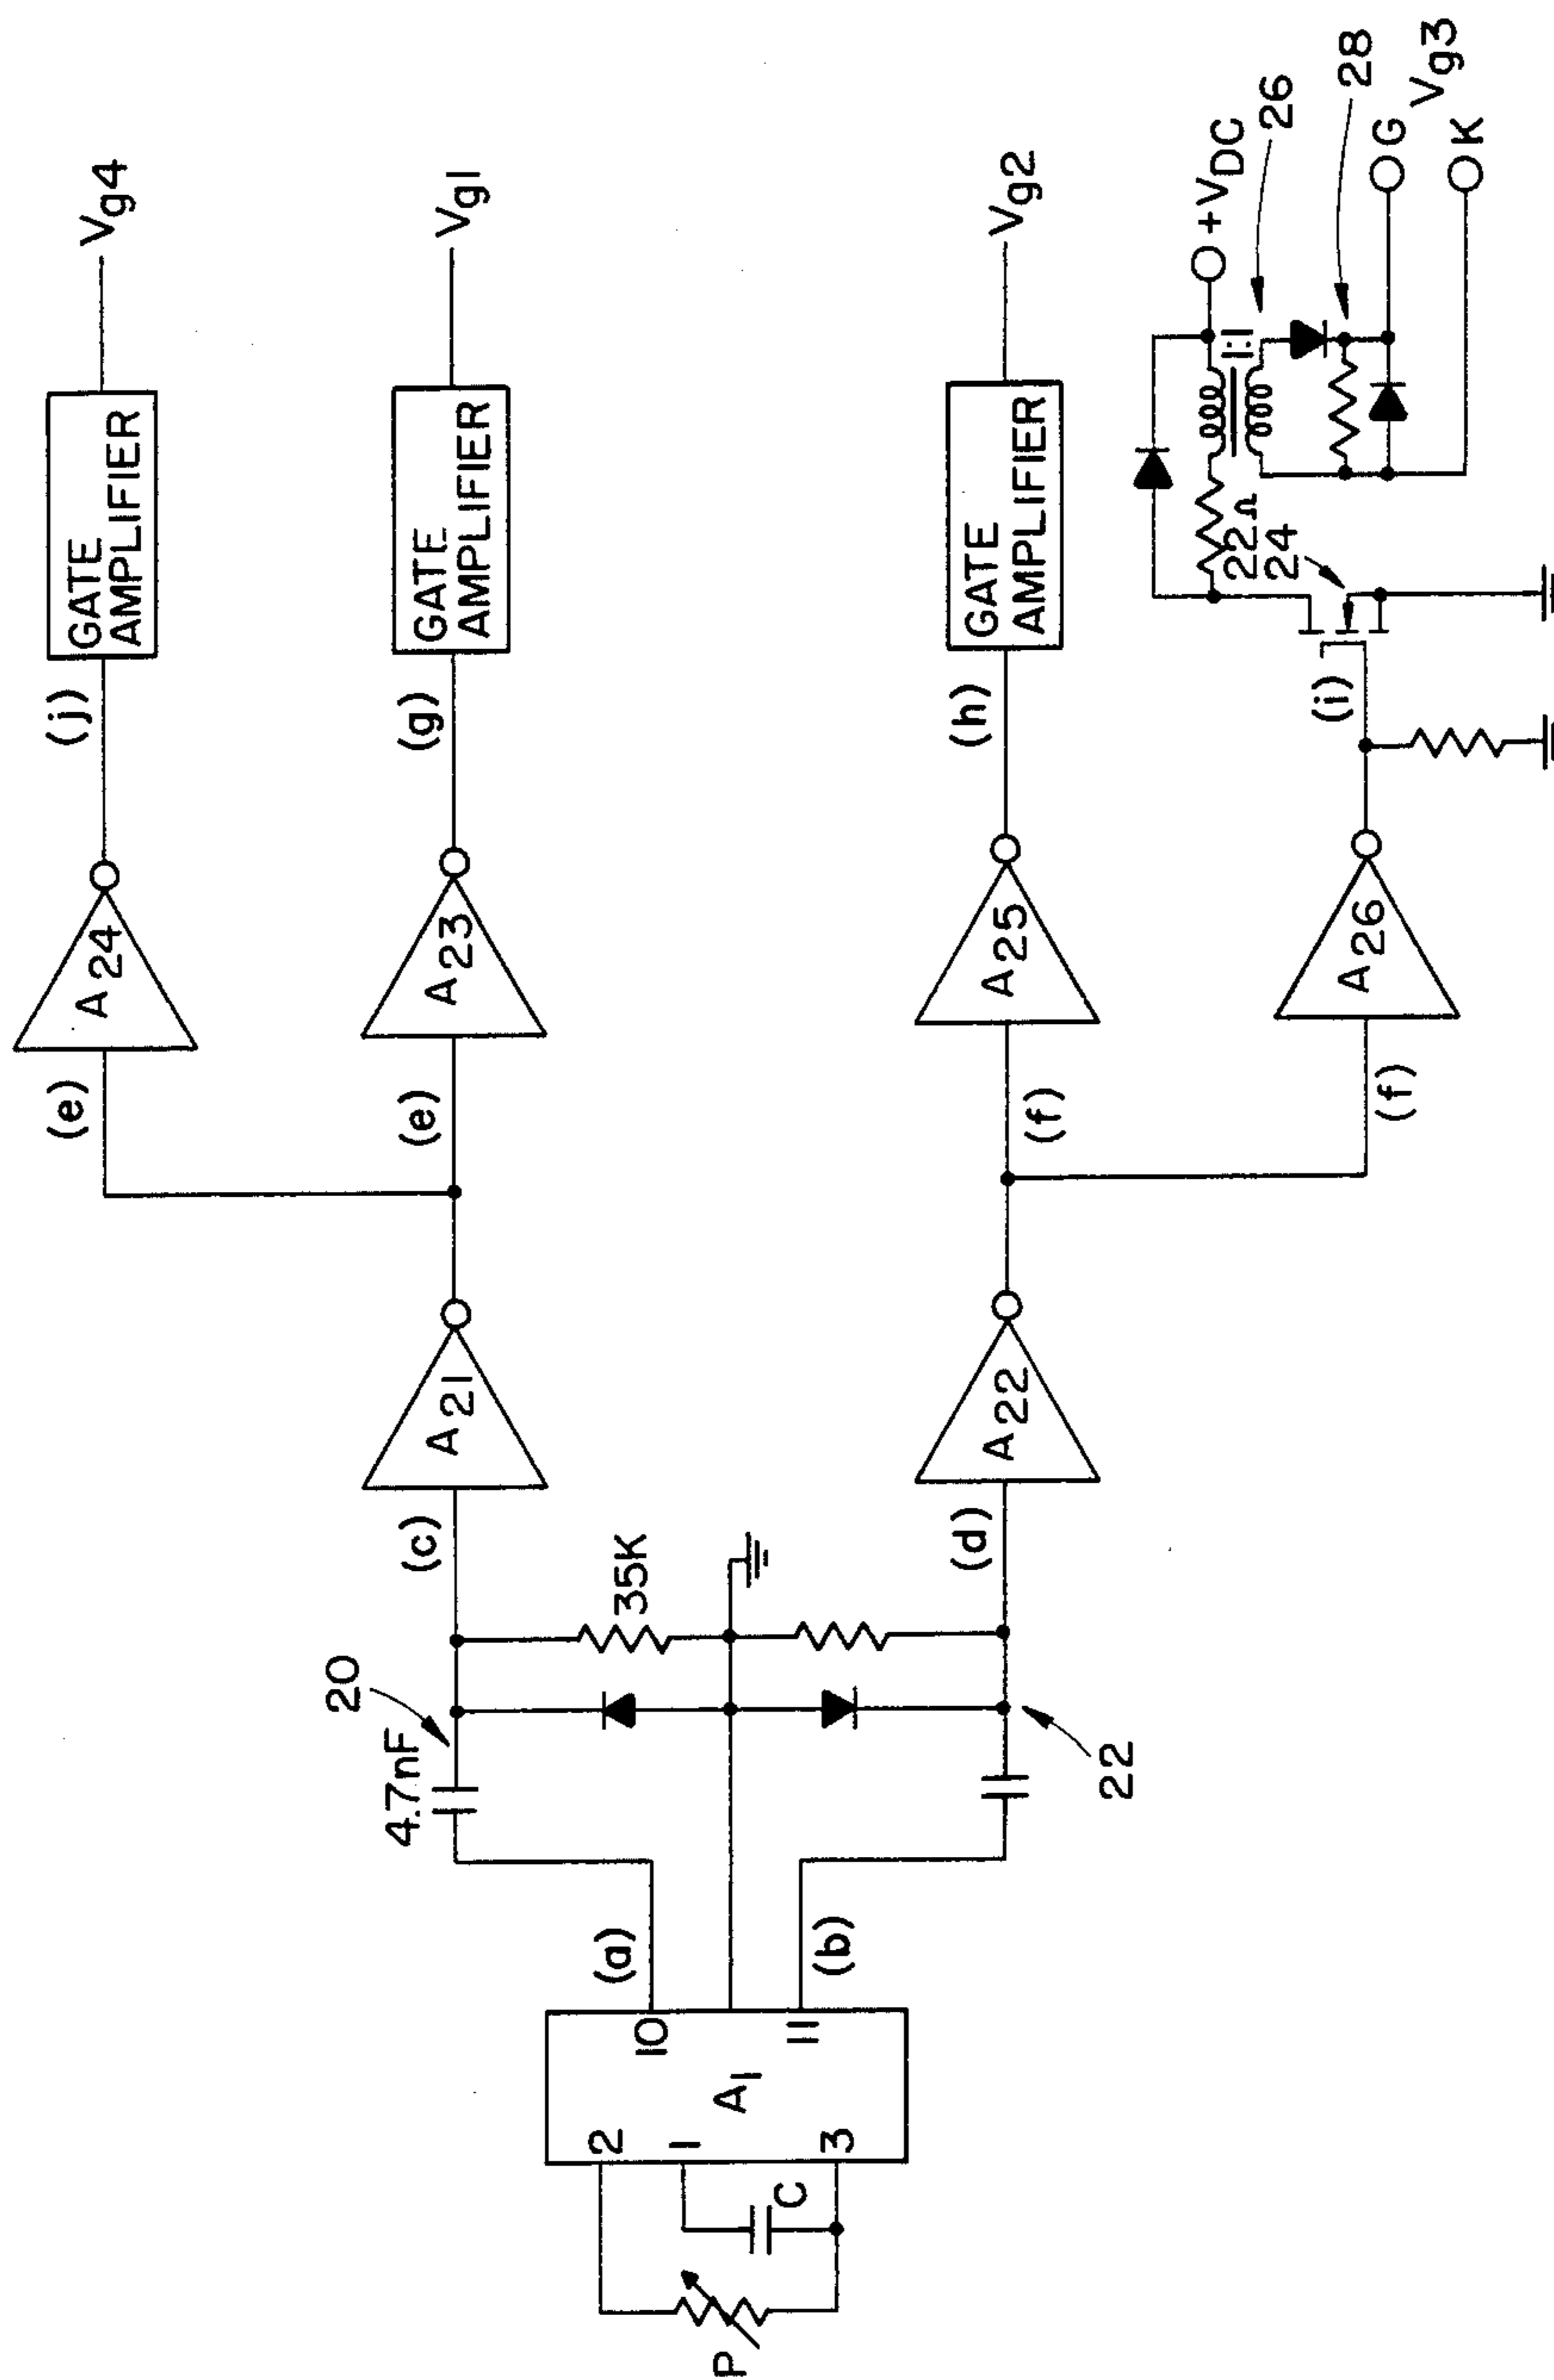 P
C
2
1
3
A1
10
11
(a)
(b)
4.7nF
20
22
35K
(c)
(d)
A21
A22
(e)
(e)
(f)
(f)
A24
A23
A25
A26
(j)
(g)
(h)
(i)
GATE
AMPLIFIER
GATE
AMPLIFIER
GATE
AMPLIFIER
Vg4
Vg1
Vg2
22Ω
24
1:1
+VDC
26
28
G
Vg3
K